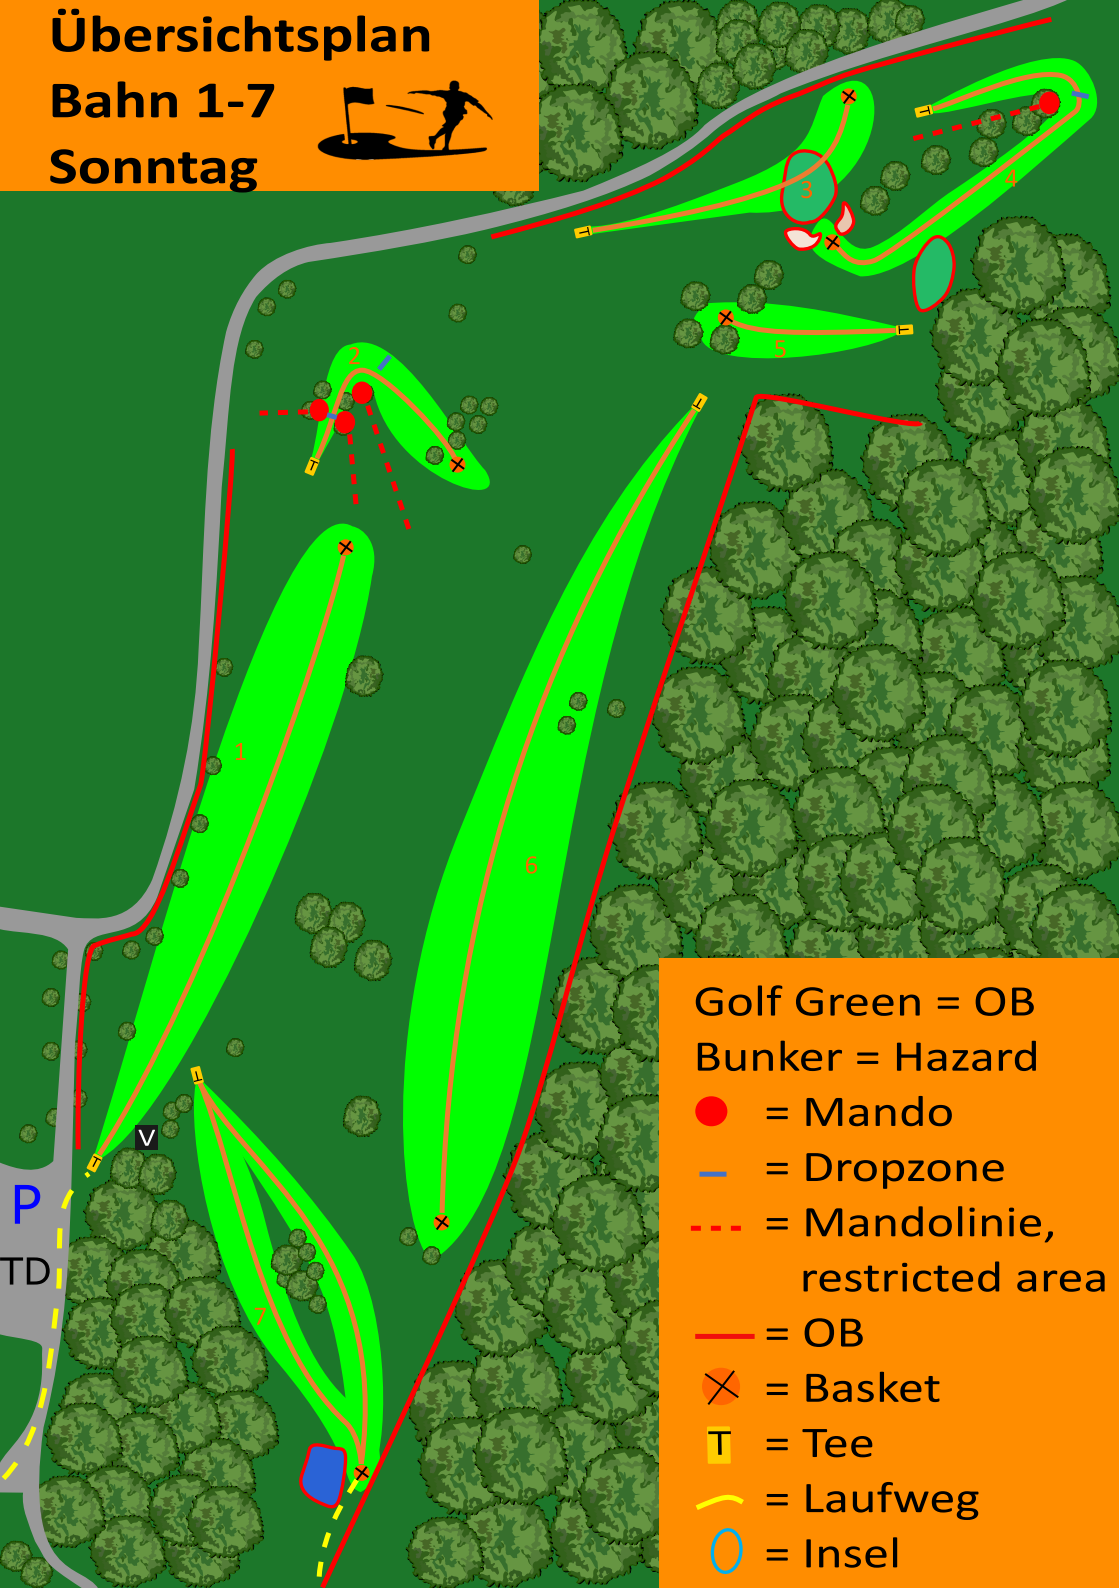 Übersichtsplan
Bahn 1-7
Sonntag
T
3
T
4
T
5
2
T
T
1
6
T
V
T
P
TD
7
Golf Green = OB
Bunker = Hazard
= Mando
= Dropzone
= Mandolinie,
restricted area
= OB
= Basket
T = Tee
= Laufweg
= Insel